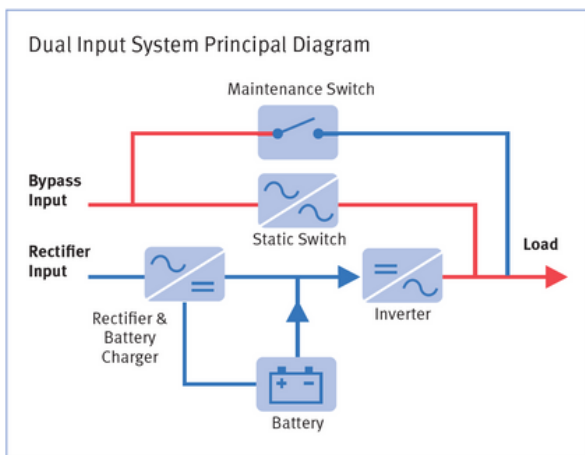 Dual Input System Principal Diagram
Maintenance Switch
Bypass
Input
Static Switch
Rectifier
Input
Load
Rectifier &
Battery
Charger
Inverter
Battery